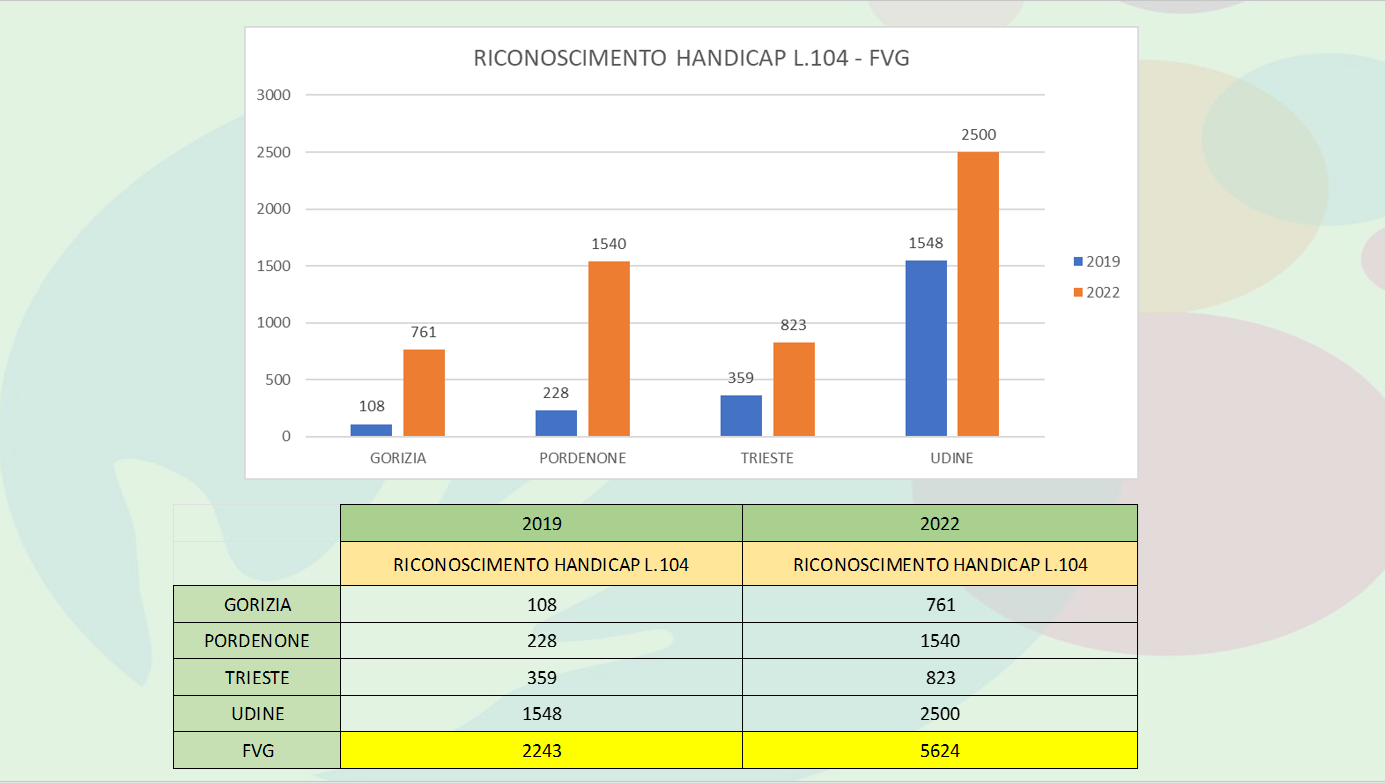 RICONOSCIMENTO HANDICAP L.104 - FVG
3000
2500
2000
1500
1000
500
0
108
761
228
1540
359
823
1548
2500
GORIZIA
PORDENONE
TRIESTE
UDINE
2019
2022
2019 2022
RICONOSCIMENTO HANDICAP L.104 RICONOSCIMENTO HANDICAP L.104
GORIZIA 108 761
PORDENONE 228 1540
TRIESTE 359 823
UDINE 1548 2500
FVG 2243 5624